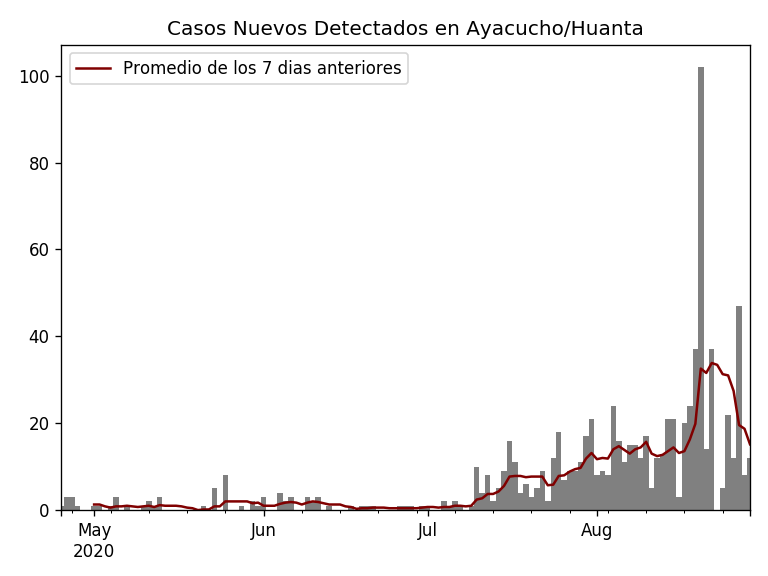 Casos Nuevos Detectados en Ayacucho/Huanta
Promedio de los 7 dias anteriores
100
80
60
40
20
0
May
2020
Jun
Jul
Aug